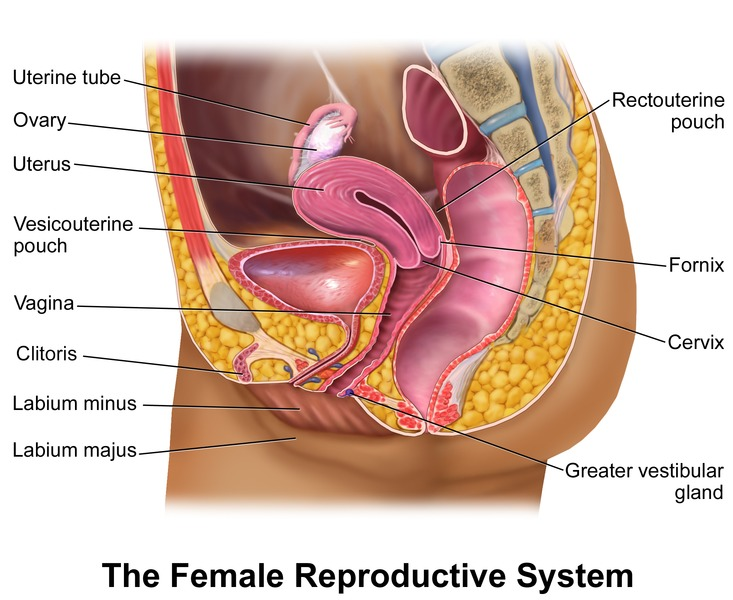 Uterine tube
Ovary
Uterus
Vesicouterine
pouch
Vagina
Clitoris
Labium minus
Labium majus
Rectouterine
pouch
Fornix
Cervix
Greater vestibular
gland
The Female Reproductive System